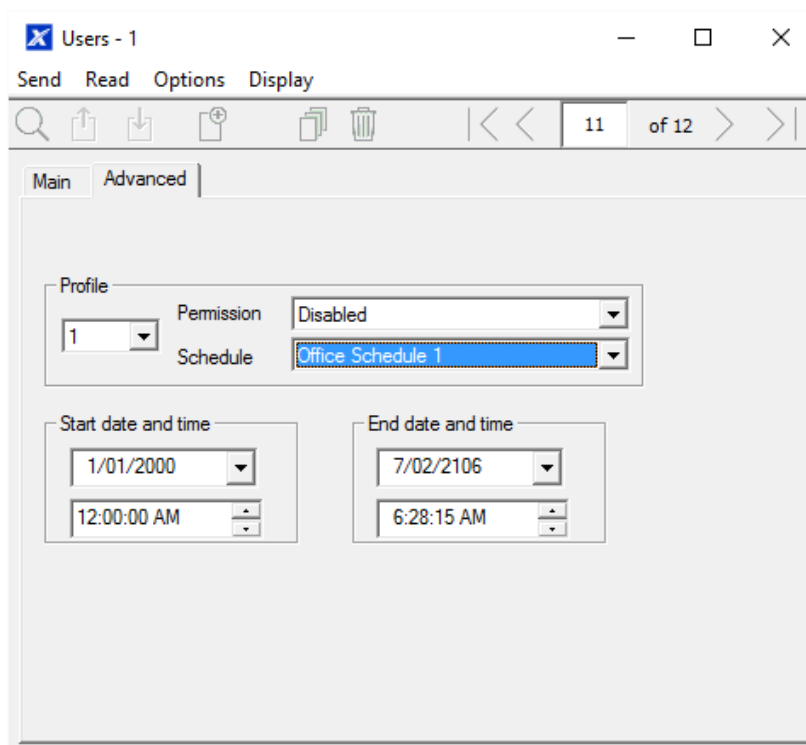 Users - 1
Send Read Options Display
11 of 12
Main Advanced
Profile
1
Permission Disabled
Schedule Office Schedule 1
Start date and time
1/01/2000
12:00:00 AM
End date and time
7/02/2106
6:28:15 AM